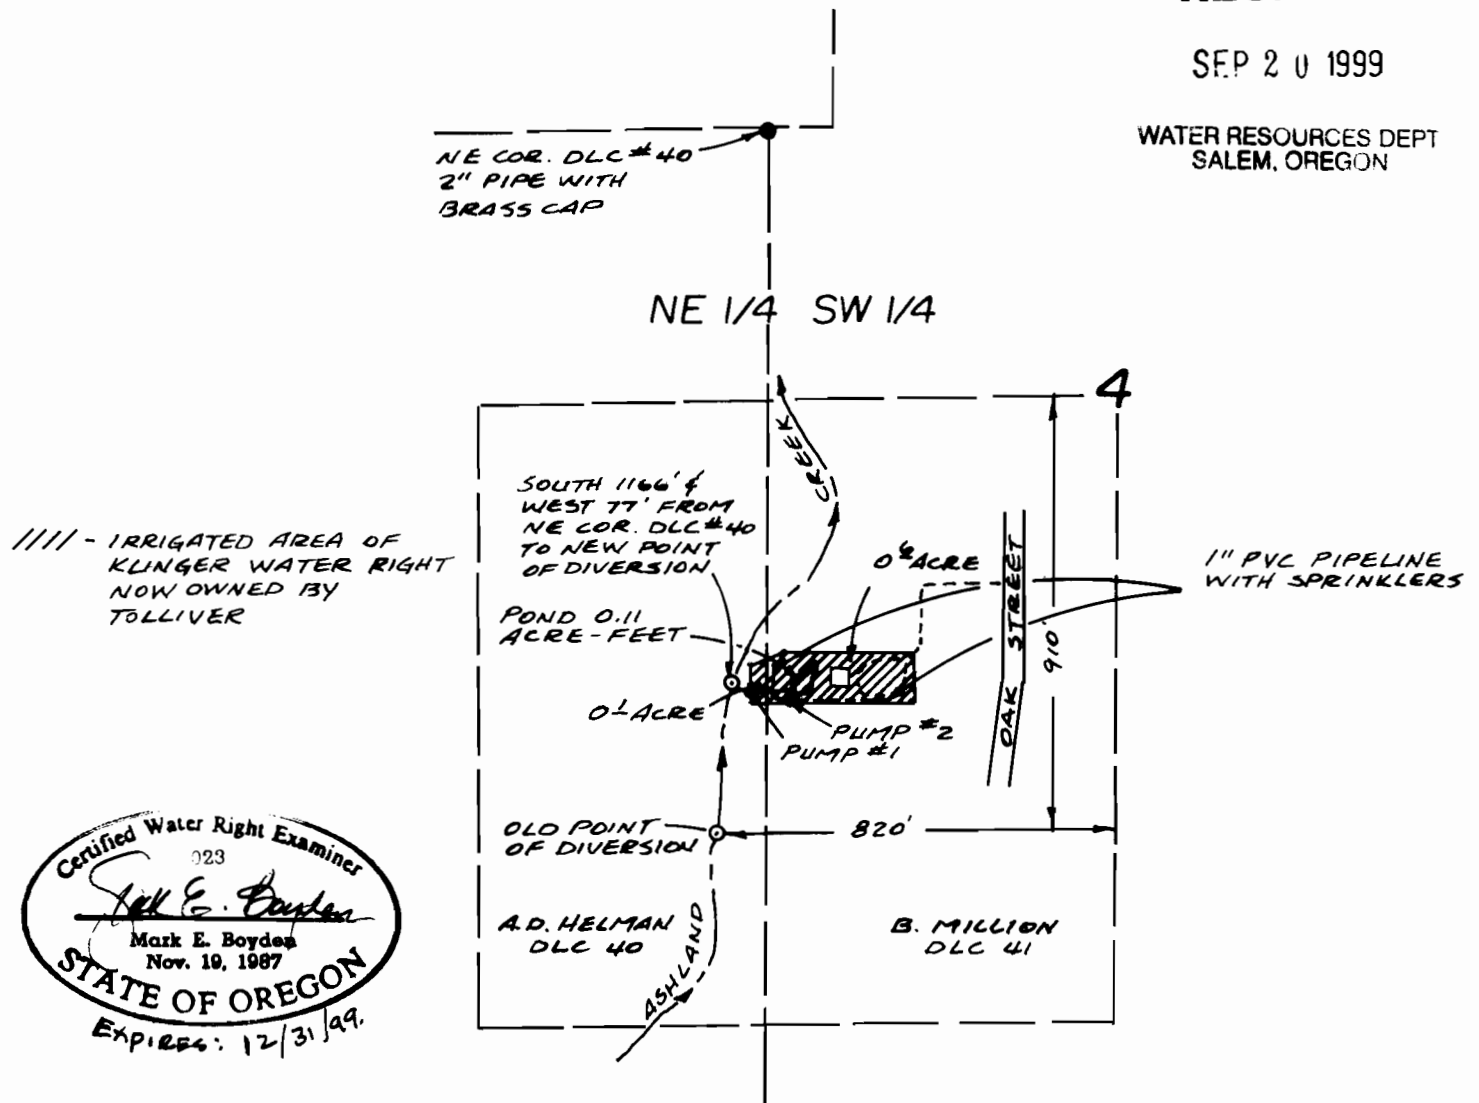 SEP 20 1999
WATER RESOURCES DEPT
SALEM, OREGON
NE COR. DLC #40
2" PIPE WITH
BRASS CAP
NE 1/4 SW 1/4
4
CREEK
SOUTH 1166' &
WEST 77' FROM
NE COR. DLC #40
TO NEW POINT
OF DIVERSION
//// - IRRIGATED AREA OF
KLINGER WATER RIGHT
NOW OWNED BY
TOLLIVER
0.6 ACRE
OAK STREET
910'
1" PVC PIPELINE
WITH SPRINKLERS
POND 0.11
ACRE-FEET
0.1 ACRE
PUMP #2
PUMP #1
OLD POINT
OF DIVERSION
820'
A.D. HELMAN
DLC 40
B. MILLION
DLC 41
ASHLAND
Certified Water Right Examiner
023
Mark E. Boyden
Mark E. Boyden
Nov. 19, 1987
STATE OF OREGON
EXPIRES: 12/31/99.